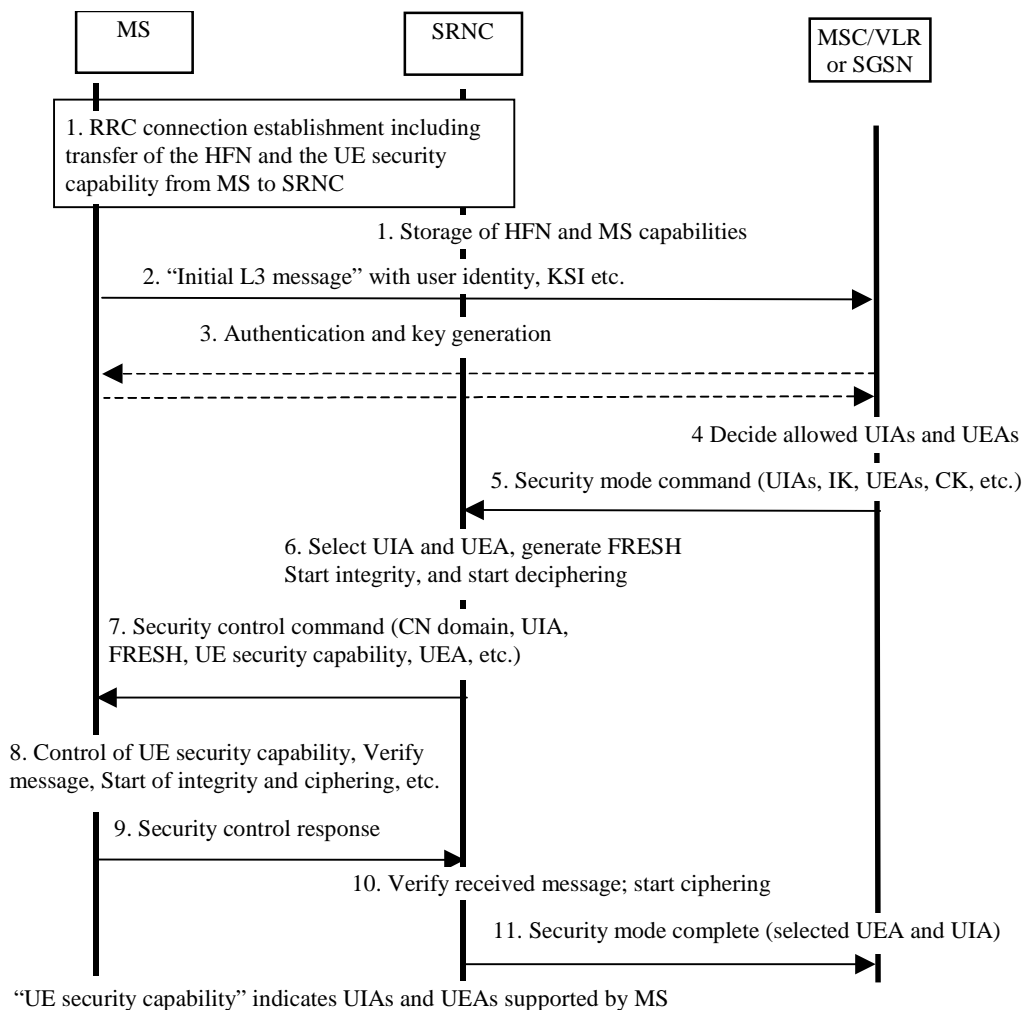 MS
SRNC
MSC/VLR
or SGSN
1. RRC connection establishment including
transfer of the HFN and the UE security
capability from MS to SRNC
1. Storage of HFN and MS capabilities
2. “Initial L3 message” with user identity, KSI etc.
3. Authentication and key generation
4 Decide allowed UIAs and UEAs
5. Security mode command (UIAs, IK, UEAs, CK, etc.)
6. Select UIA and UEA, generate FRESH
Start integrity, and start deciphering
7. Security control command (CN domain, UIA,
FRESH, UE security capability, UEA, etc.)
8. Control of UE security capability, Verify
message, Start of integrity and ciphering, etc.
9. Security control response
10. Verify received message; start ciphering
11. Security mode complete (selected UEA and UIA)
“UE security capability” indicates UIAs and UEAs supported by MS